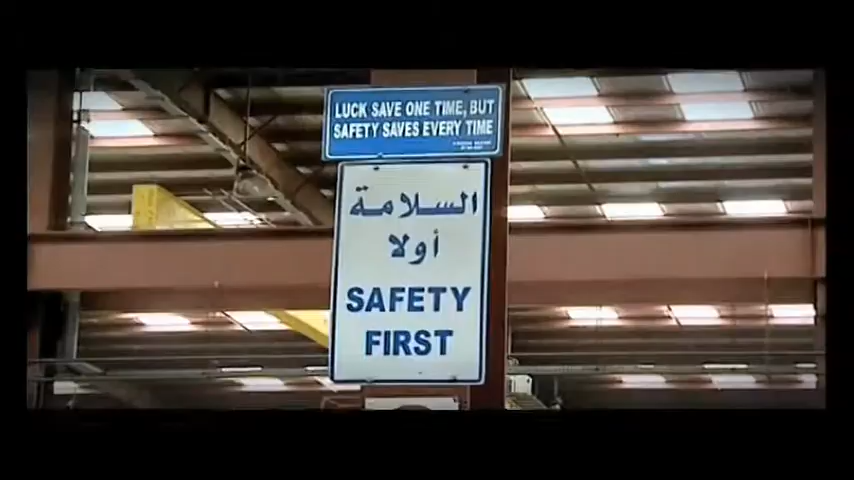 LUCK SAVE ONE TIME, BUT
SAFETY SAVES EVERY TIME
السلامة
أولا
SAFETY
FIRST